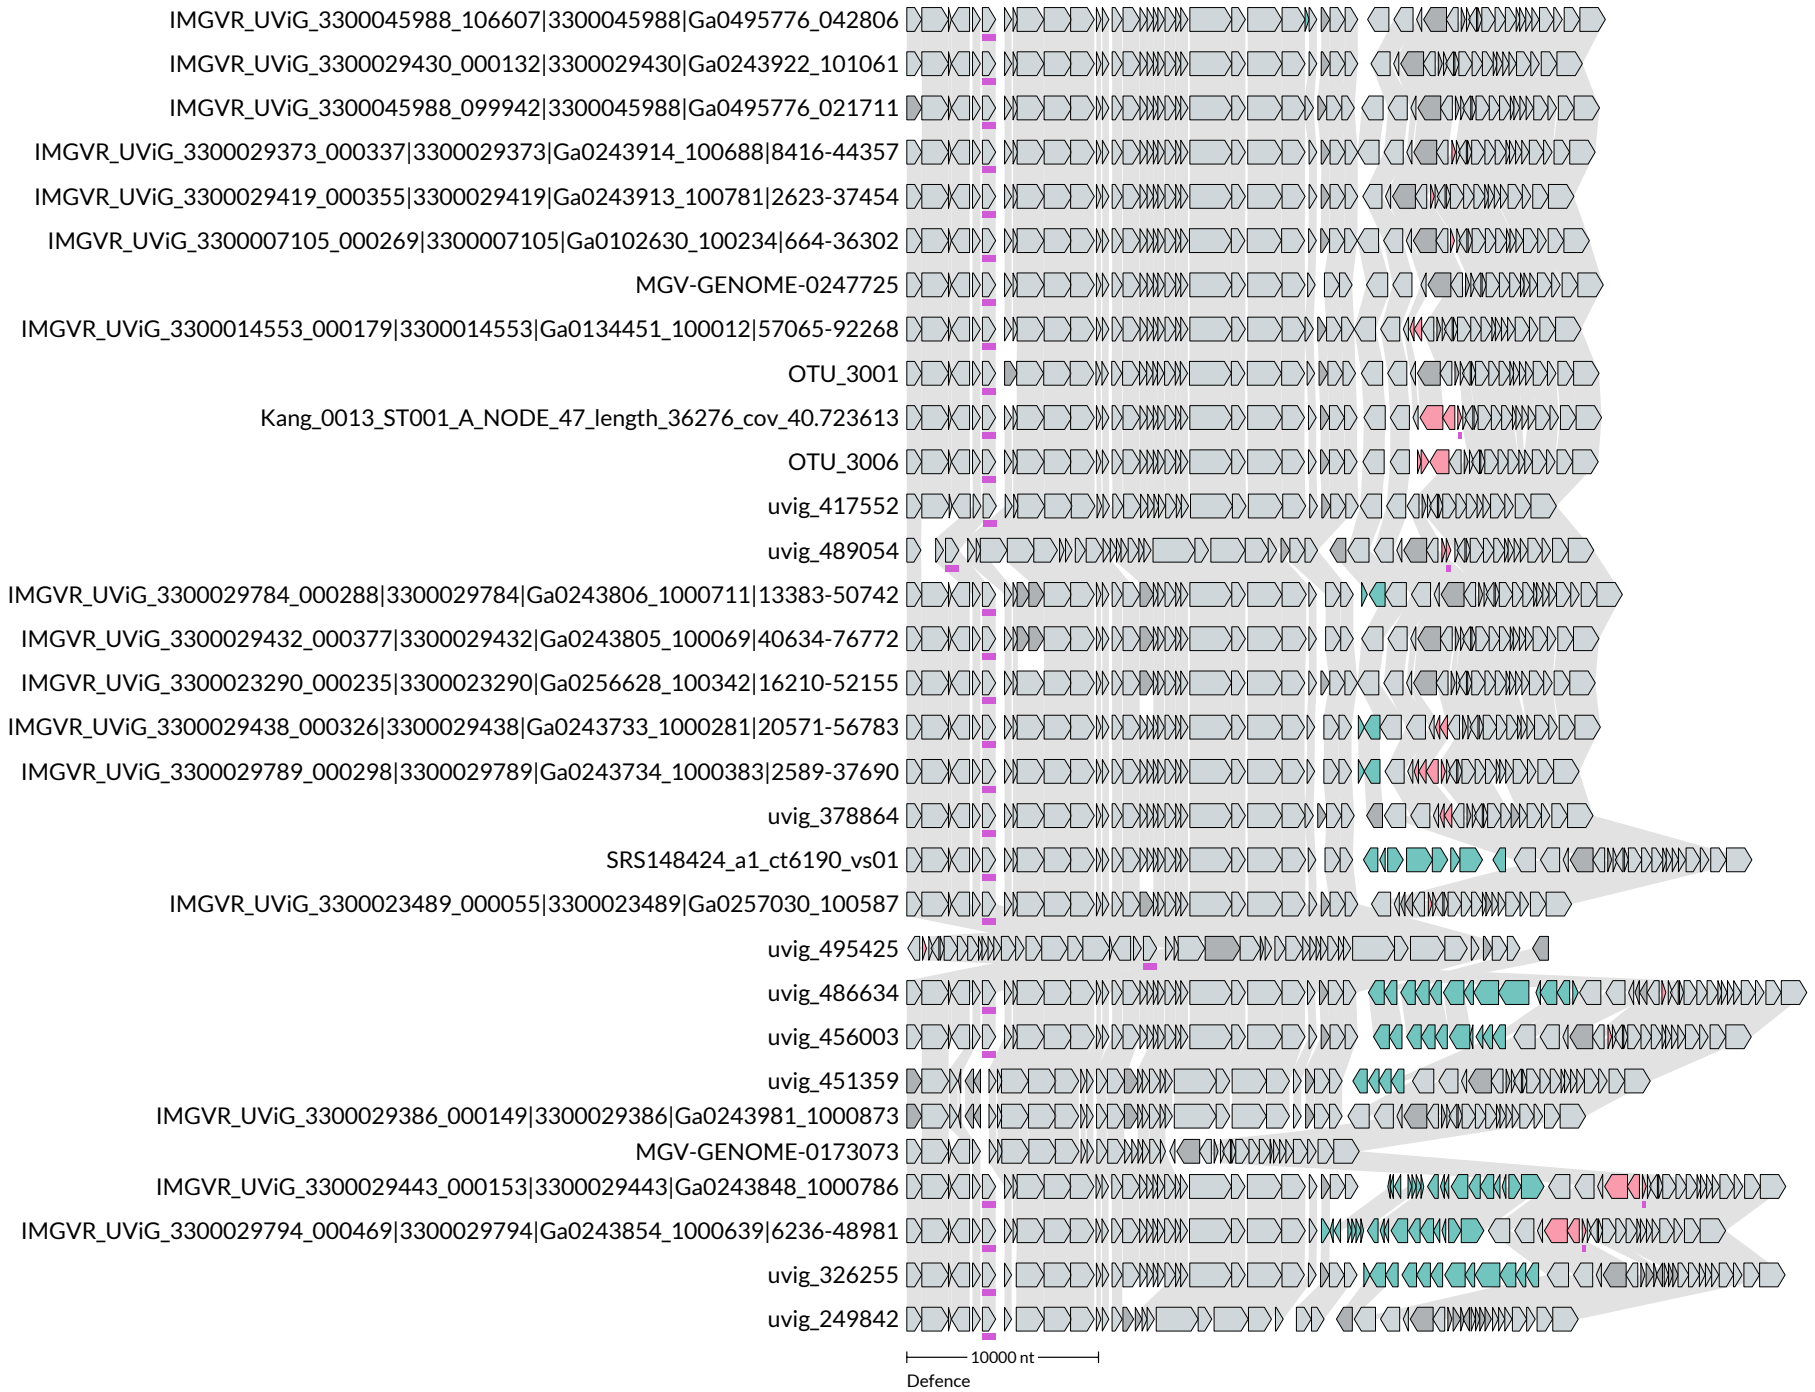 IMGVR_UViG_3300045988_106607|3300045988|Ga0495776_042806
IMGVR_UViG_3300029430_000132|3300029430|Ga0243922_101061
IMGVR_UViG_3300045988_099942|3300045988|Ga0495776_021711
IMGVR_UViG_3300029373_000337|3300029373|Ga0243914_100688|8416-44357
IMGVR_UViG_3300029419_000355|3300029419|Ga0243913_100781|2623-37454
IMGVR_UViG_3300007105_000269|3300007105|Ga0102630_100234|664-36302
MGV-GENOME-0247725
IMGVR_UViG_3300014553_000179|3300014553|Ga0134451_100012|57065-92268
OTU_3001
Kang_0013_ST001_A_NODE_47_length_36276_cov_40.723613
OTU_3006
uvig_417552
uvig_489054
IMGVR_UViG_3300029784_000288|3300029784|Ga0243806_1000711|13383-50742
IMGVR_UViG_3300029432_000377|3300029432|Ga0243805_100069|40634-76772
IMGVR_UViG_3300023290_000235|3300023290|Ga0256628_100342|16210-52155
IMGVR_UViG_3300029438_000326|3300029438|Ga0243733_1000281|20571-56783
IMGVR_UViG_3300029789_000298|3300029789|Ga0243734_1000383|2589-37690
uvig_378864
SRS148424_a1_ct6190_vs01
IMGVR_UViG_3300023489_000055|3300023489|Ga0257030_100587
uvig_495425
uvig_486634
uvig_456003
uvig_451359
IMGVR_UViG_3300029386_000149|3300029386|Ga0243981_1000873
MGV-GENOME-0173073
IMGVR_UViG_3300029443_000153|3300029443|Ga0243848_1000786
IMGVR_UViG_3300029794_000469|3300029794|Ga0243854_1000639|6236-48981
uvig_326255
uvig_249842
10000 nt
Defence